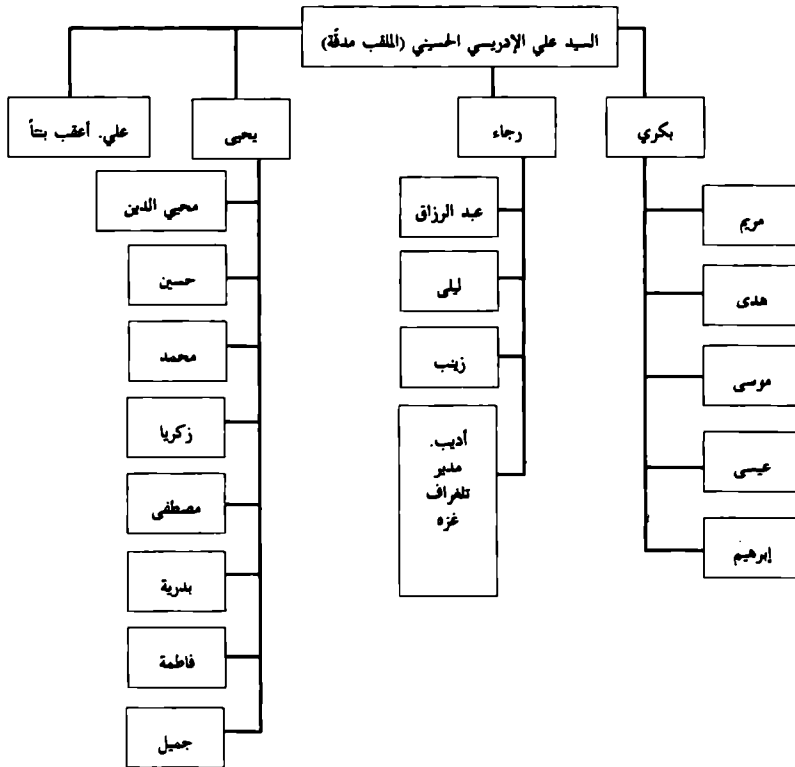 السيد علي الإدريسي الحسيني (الملقب مدقّة)
بكري
رجاء
يحيى
علي. أعقب بنتاً
مريم
هدى
موسى
عيسى
إبرهيم
عبد الرزاق
ليلى
زينب
أديب.
مدير
تلغراف
غزه
محيي الدين
حسين
محمد
زكريا
مصطفى
بدرية
فاطمة
جميل